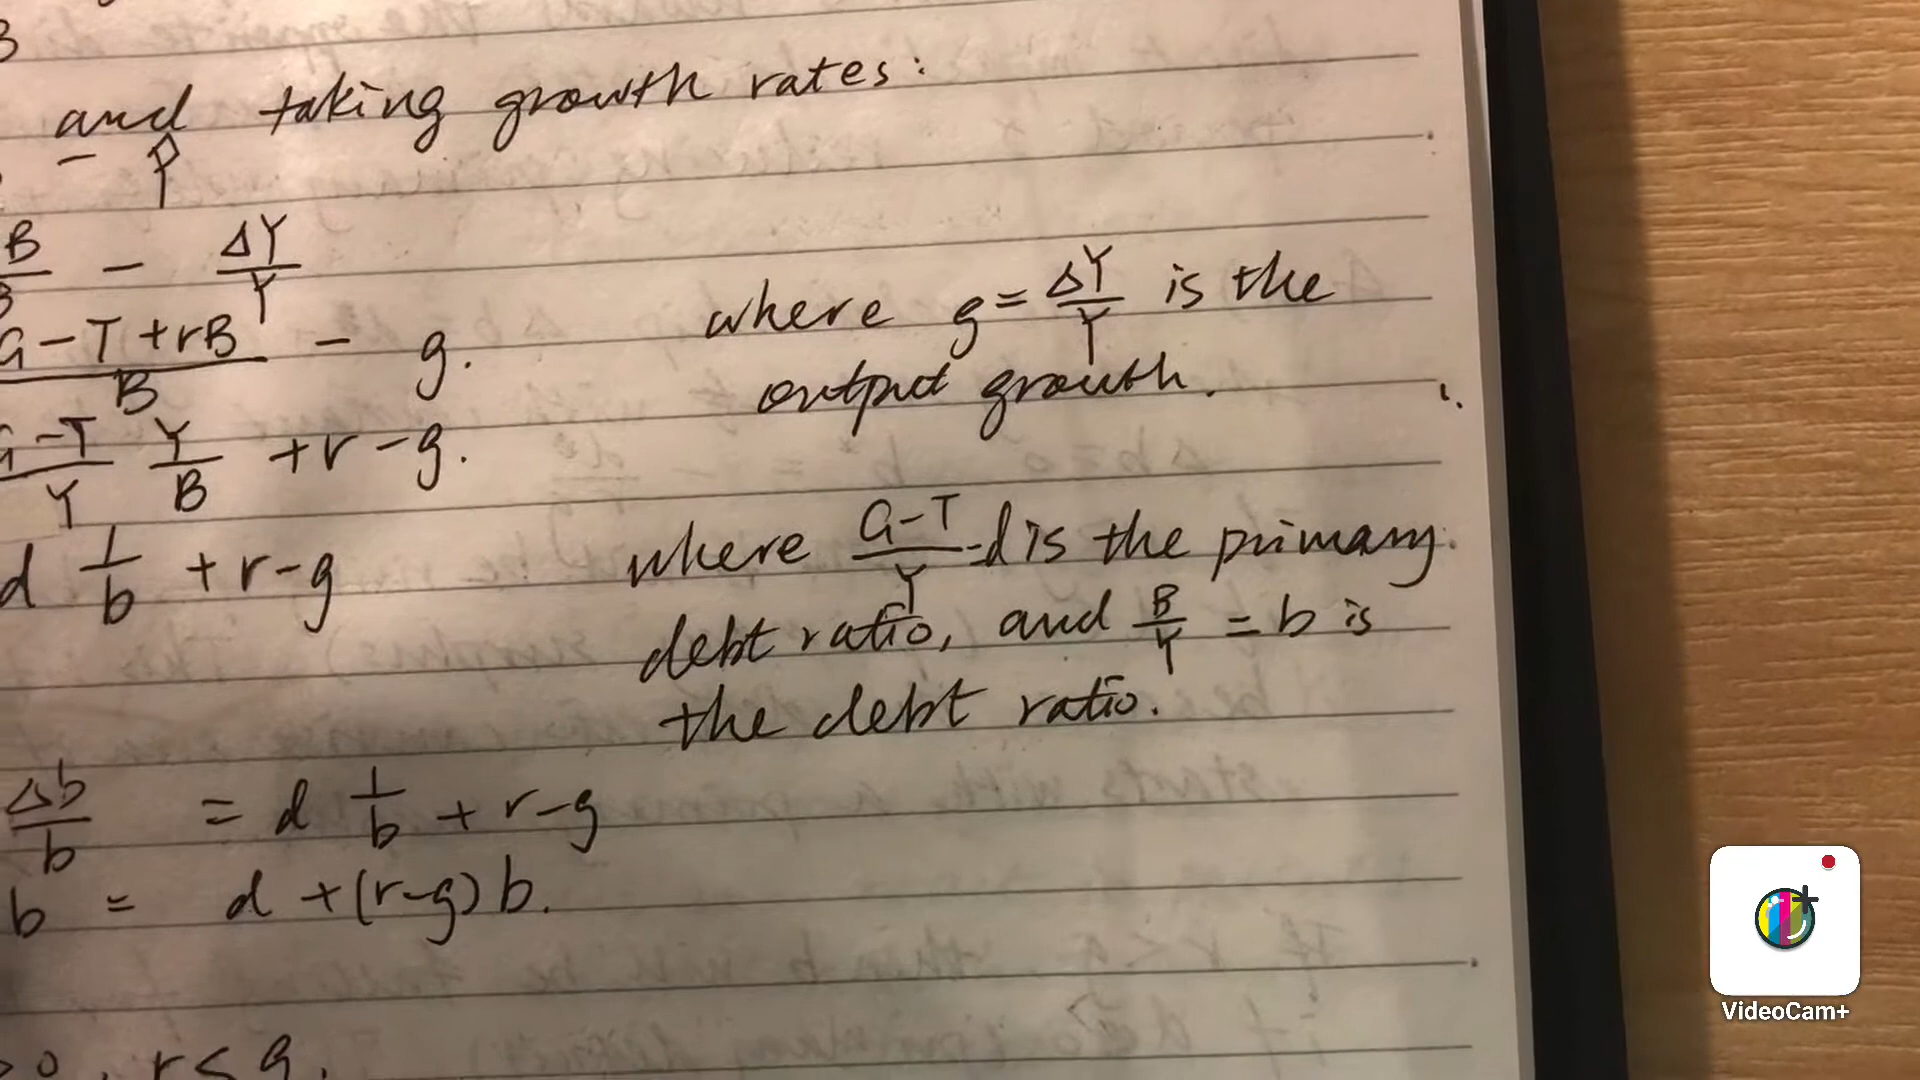 and taking growth rates:
B/B - ΔY/Y
G-T+rB/B - g. where g = ΔY/Y is the
output growth.
G-T/Y Y/B + r - g.
d 1/b + r - g where G-T/Y = d is the primary
debt ratio, and B/Y = b is
the debt ratio.
Δb/b = d 1/b + r - g
b = d + (r-g) b.
>0, r < g.
VideoCam+